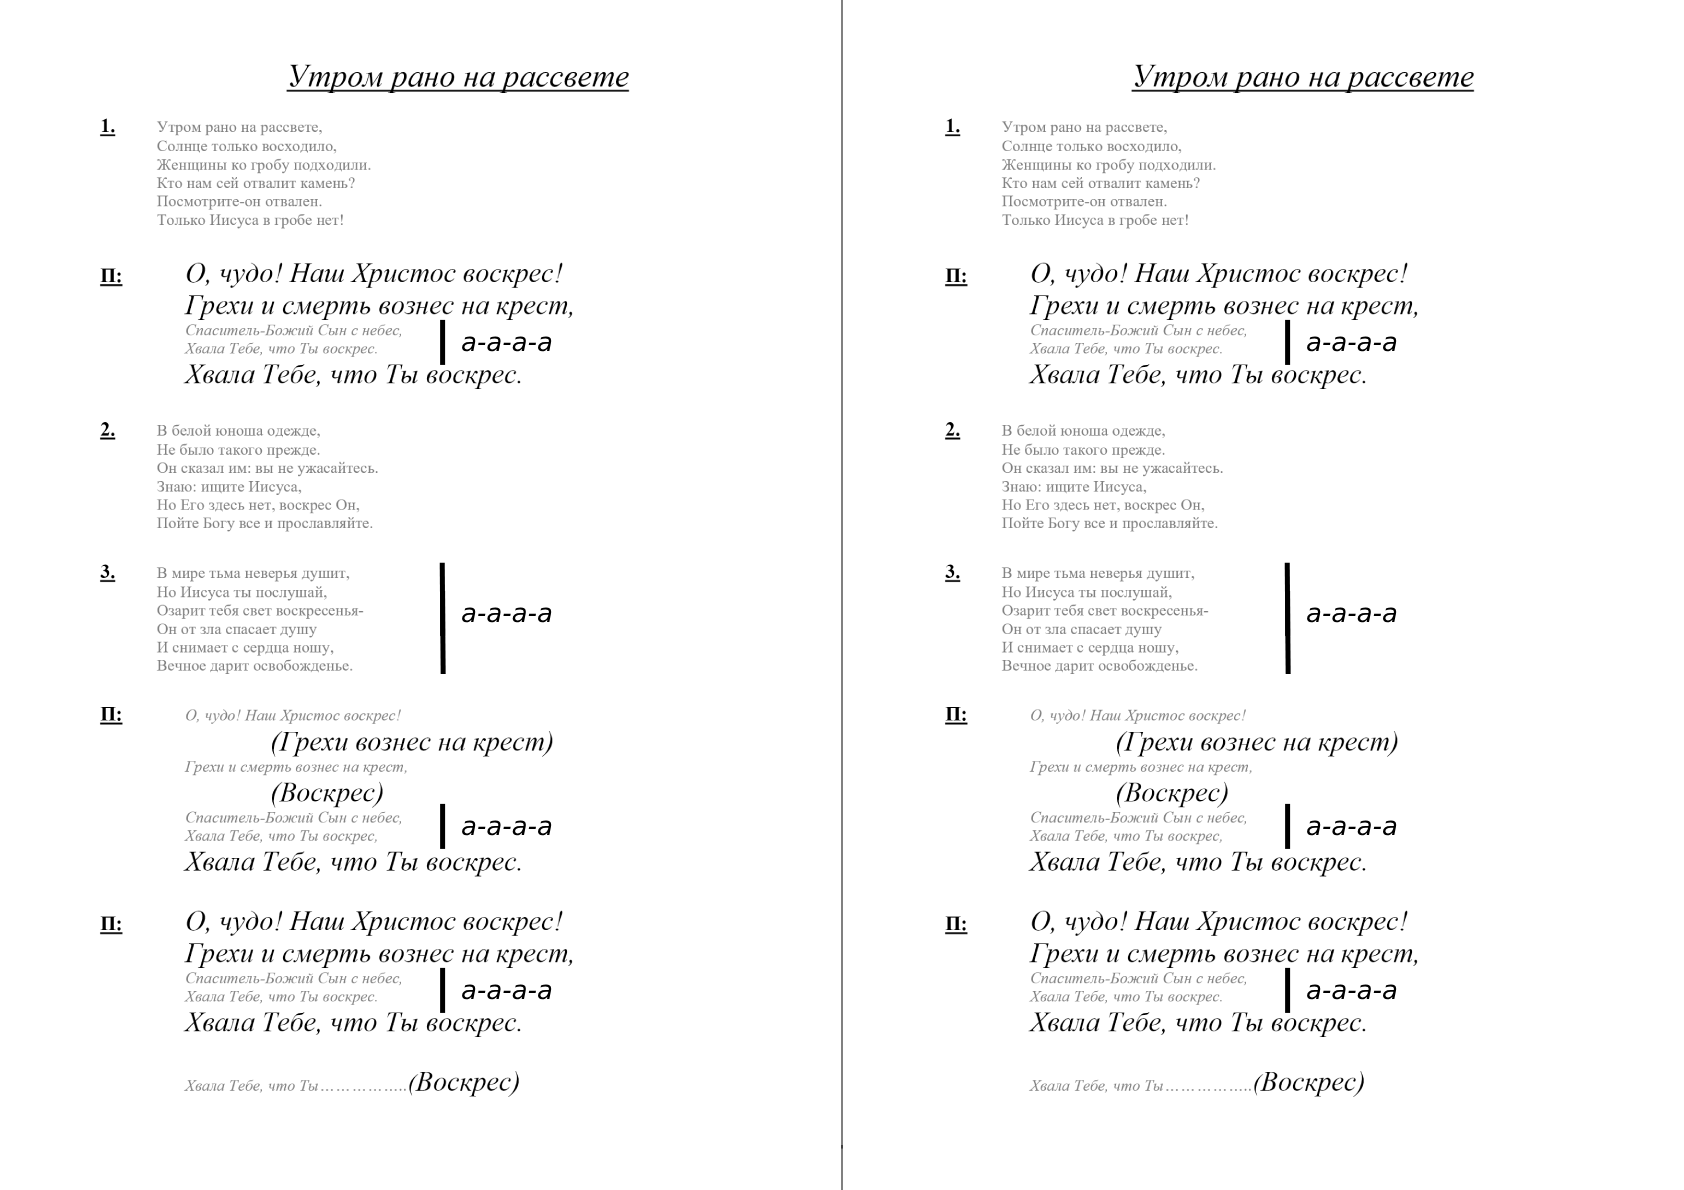 Утром рано на рассвете
1. Утром рано на рассвете,
Солнце только восходило,
Женщины ко гробу подходили.
Кто нам сей отвалит камень?
Посмотрите-он отвален.
Только Иисуса в гробе нет!
П: О, чудо! Наш Христос воскрес!
Грехи и смерть вознес на крест,
Спаситель-Божий Сын с небес,
Хвала Тебе, что Ты воскрес.
а-а-а-а
Хвала Тебе, что Ты воскрес.
2. В белой юноша одежде,
Не было такого прежде.
Он сказал им: вы не ужасайтесь.
Знаю: ищите Иисуса,
Но Его здесь нет, воскрес Он,
Пойте Богу все и прославляйте.
3. В мире тьма неверья душит,
Но Иисуса ты послушай,
Озарит тебя свет воскресенья-
Он от зла спасает душу
И снимает с сердца ношу,
Вечное дарит освобожденье.
а-а-а-а
П: О, чудо! Наш Христос воскрес!
(Грехи вознес на крест)
Грехи и смерть вознес на крест,
(Воскрес)
Спаситель-Божий Сын с небес,
Хвала Тебе, что Ты воскрес,
а-а-а-а
Хвала Тебе, что Ты воскрес.
П: О, чудо! Наш Христос воскрес!
Грехи и смерть вознес на крест,
Спаситель-Божий Сын с небес,
Хвала Тебе, что Ты воскрес.
а-а-а-а
Хвала Тебе, что Ты воскрес.
Хвала Тебе, что Ты……………..(Воскрес)
Утром рано на рассвете
1. Утром рано на рассвете,
Солнце только восходило,
Женщины ко гробу подходили.
Кто нам сей отвалит камень?
Посмотрите-он отвален.
Только Иисуса в гробе нет!
П: О, чудо! Наш Христос воскрес!
Грехи и смерть вознес на крест,
Спаситель-Божий Сын с небес,
Хвала Тебе, что Ты воскрес.
а-а-а-а
Хвала Тебе, что Ты воскрес.
2. В белой юноша одежде,
Не было такого прежде.
Он сказал им: вы не ужасайтесь.
Знаю: ищите Иисуса,
Но Его здесь нет, воскрес Он,
Пойте Богу все и прославляйте.
3. В мире тьма неверья душит,
Но Иисуса ты послушай,
Озарит тебя свет воскресенья-
Он от зла спасает душу
И снимает с сердца ношу,
Вечное дарит освобожденье.
а-а-а-а
П: О, чудо! Наш Христос воскрес!
(Грехи вознес на крест)
Грехи и смерть вознес на крест,
(Воскрес)
Спаситель-Божий Сын с небес,
Хвала Тебе, что Ты воскрес,
а-а-а-а
Хвала Тебе, что Ты воскрес.
П: О, чудо! Наш Христос воскрес!
Грехи и смерть вознес на крест,
Спаситель-Божий Сын с небес,
Хвала Тебе, что Ты воскрес.
а-а-а-а
Хвала Тебе, что Ты воскрес.
Хвала Тебе, что Ты……………..(Воскрес)